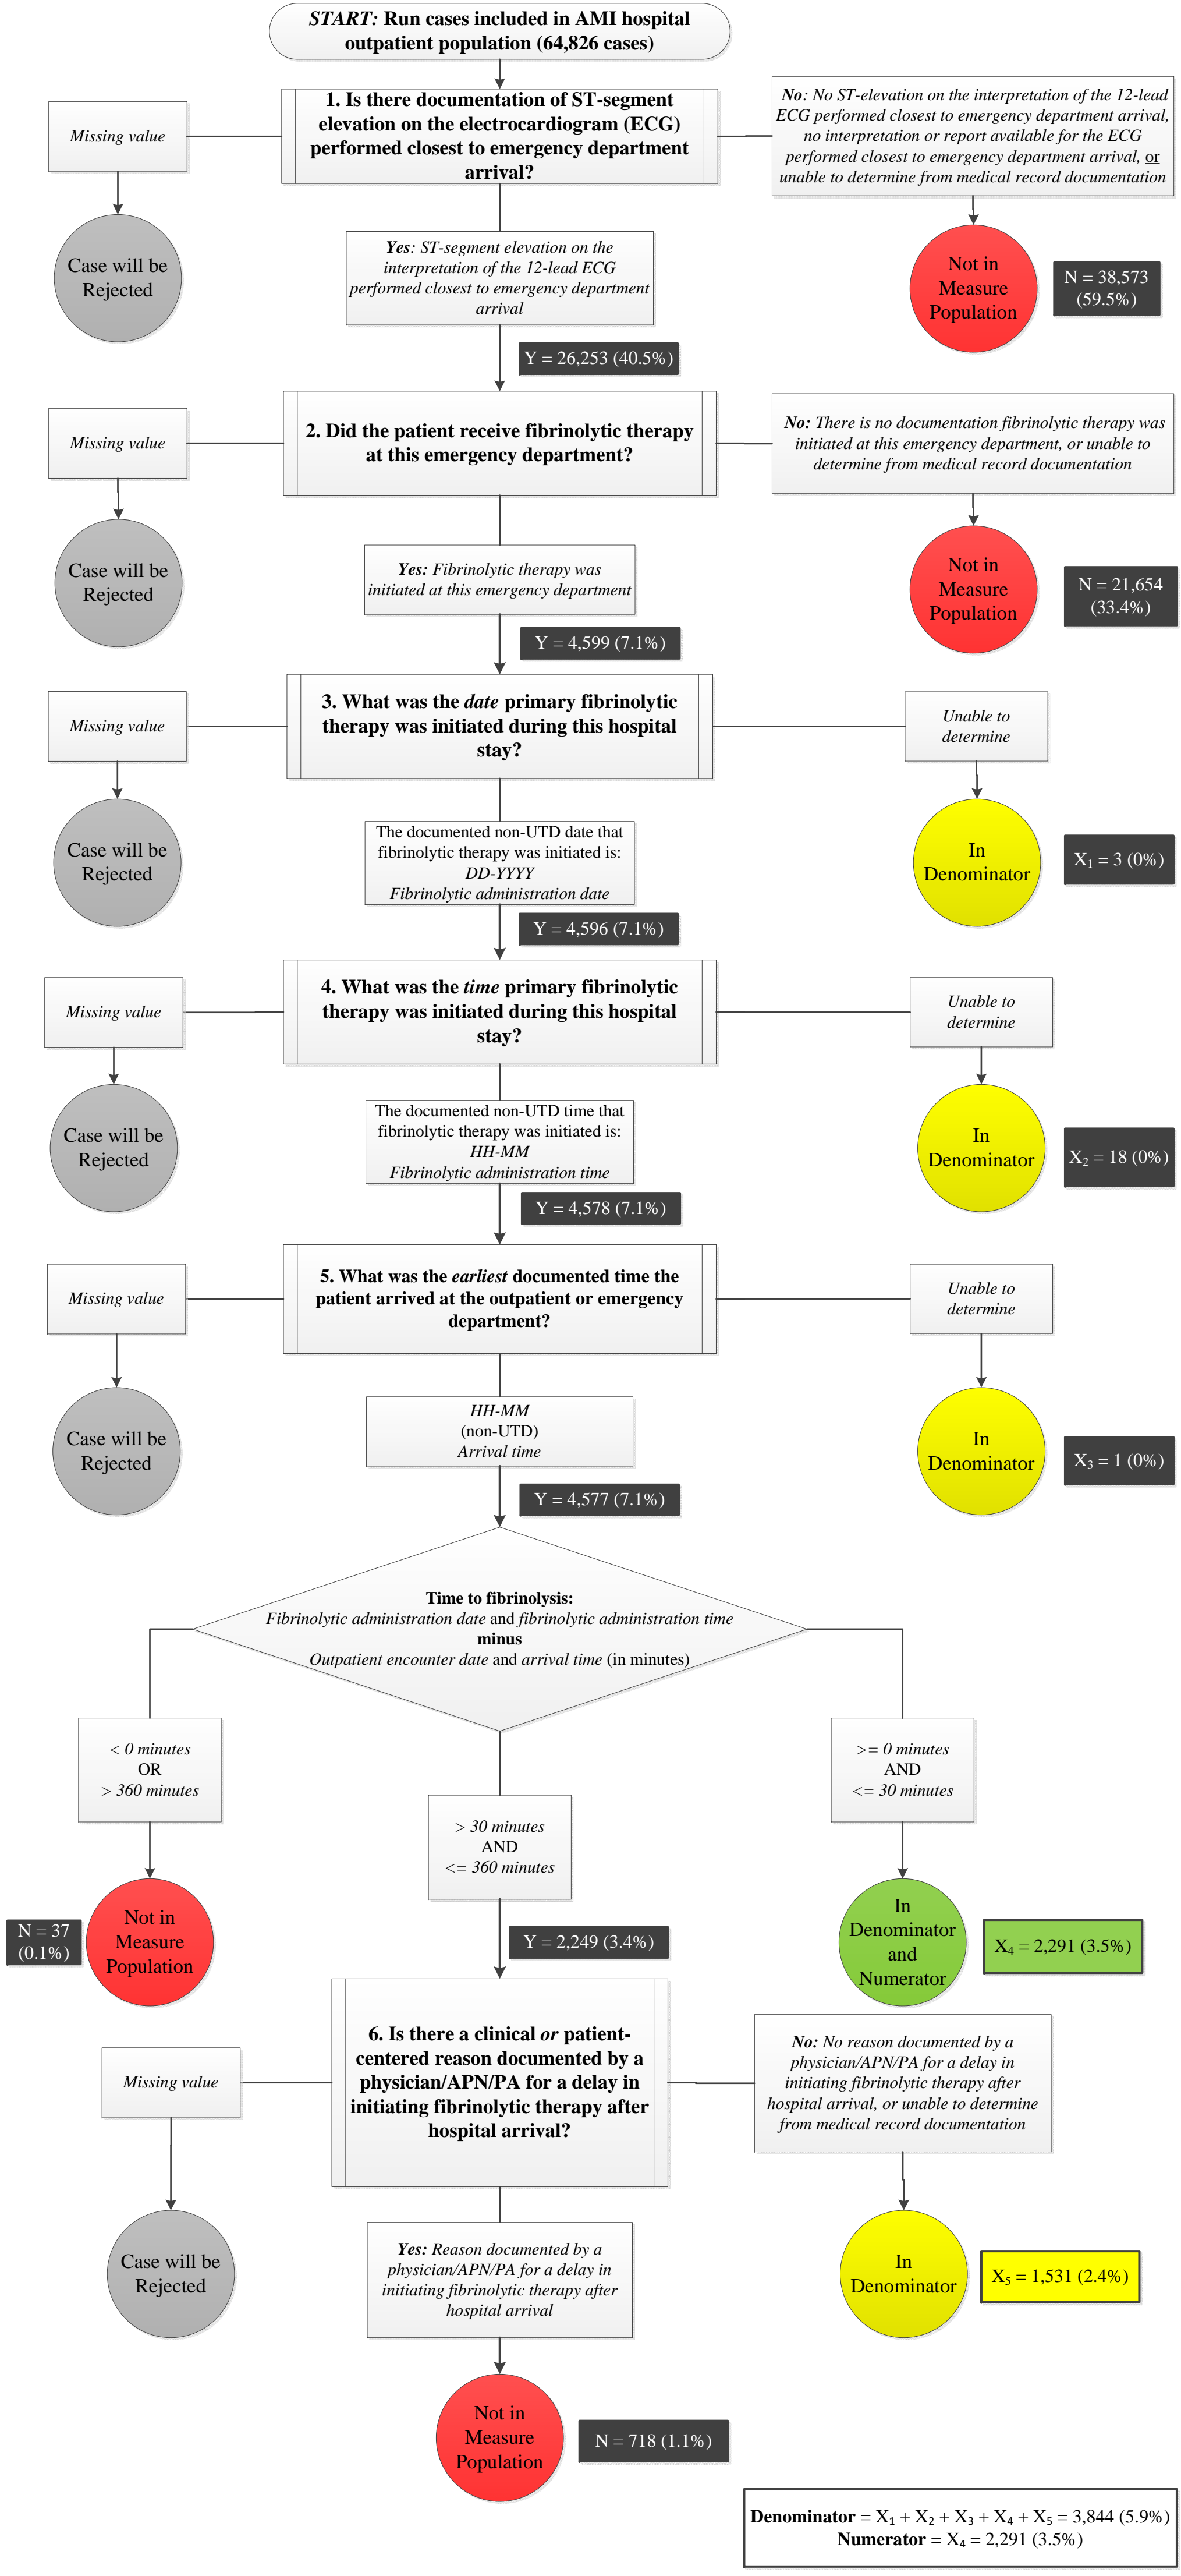 START: Run cases included in AMI hospital
outpatient population (64,826 cases)
1. Is there documentation of ST-segment
elevation on the electrocardiogram (ECG)
performed closest to emergency department
arrival?
Missing value
No: No ST-elevation on the interpretation of the 12-lead
ECG performed closest to emergency department arrival,
no interpretation or report available for the ECG
performed closest to emergency department arrival, or
unable to determine from medical record documentation
Case will be
Rejected
Yes: ST-segment elevation on the
interpretation of the 12-lead ECG
performed closest to emergency department
arrival
Not in
Measure
Population
N = 38,573
(59.5%)
Y = 26,253 (40.5%)
Missing value
2. Did the patient receive fibrinolytic therapy
at this emergency department?
No: There is no documentation fibrinolytic therapy was
initiated at this emergency department, or unable to
determine from medical record documentation
Case will be
Rejected
Yes: Fibrinolytic therapy was
initiated at this emergency department
Not in
Measure
Population
N = 21,654
(33.4%)
Y = 4,599 (7.1%)
Missing value
3. What was the date primary fibrinolytic
therapy was initiated during this hospital
stay?
Unable to
determine
Case will be
Rejected
The documented non-UTD date that
fibrinolytic therapy was initiated is:
DD-YYYY
Fibrinolytic administration date
In
Denominator
X₁ = 3 (0%)
Y = 4,596 (7.1%)
Missing value
4. What was the time primary fibrinolytic
therapy was initiated during this hospital
stay?
Unable to
determine
Case will be
Rejected
The documented non-UTD time that
fibrinolytic therapy was initiated is:
HH-MM
Fibrinolytic administration time
In
Denominator
X₂ = 18 (0%)
Y = 4,578 (7.1%)
Missing value
5. What was the earliest documented time the
patient arrived at the outpatient or emergency
department?
Unable to
determine
Case will be
Rejected
HH-MM
(non-UTD)
Arrival time
In
Denominator
X₃ = 1 (0%)
Y = 4,577 (7.1%)
Time to fibrinolysis:
Fibrinolytic administration date and fibrinolytic administration time
minus
Outpatient encounter date and arrival time (in minutes)
< 0 minutes
OR
> 360 minutes
> 30 minutes
AND
<= 360 minutes
>= 0 minutes
AND
<= 30 minutes
N = 37
(0.1%)
Not in
Measure
Population
Y = 2,249 (3.4%)
In
Denominator
and
Numerator
X₄ = 2,291 (3.5%)
Missing value
6. Is there a clinical or patient-
centered reason documented by a
physician/APN/PA for a delay in
initiating fibrinolytic therapy after
hospital arrival?
No: No reason documented by a
physician/APN/PA for a delay in
initiating fibrinolytic therapy after
hospital arrival, or unable to determine
from medical record documentation
Case will be
Rejected
Yes: Reason documented by a
physician/APN/PA for a delay in
initiating fibrinolytic therapy after
hospital arrival
In
Denominator
X₅ = 1,531 (2.4%)
Not in
Measure
Population
N = 718 (1.1%)
Denominator = X₁ + X₂ + X₃ + X₄ + X₅ = 3,844 (5.9%)
Numerator = X₄ = 2,291 (3.5%)